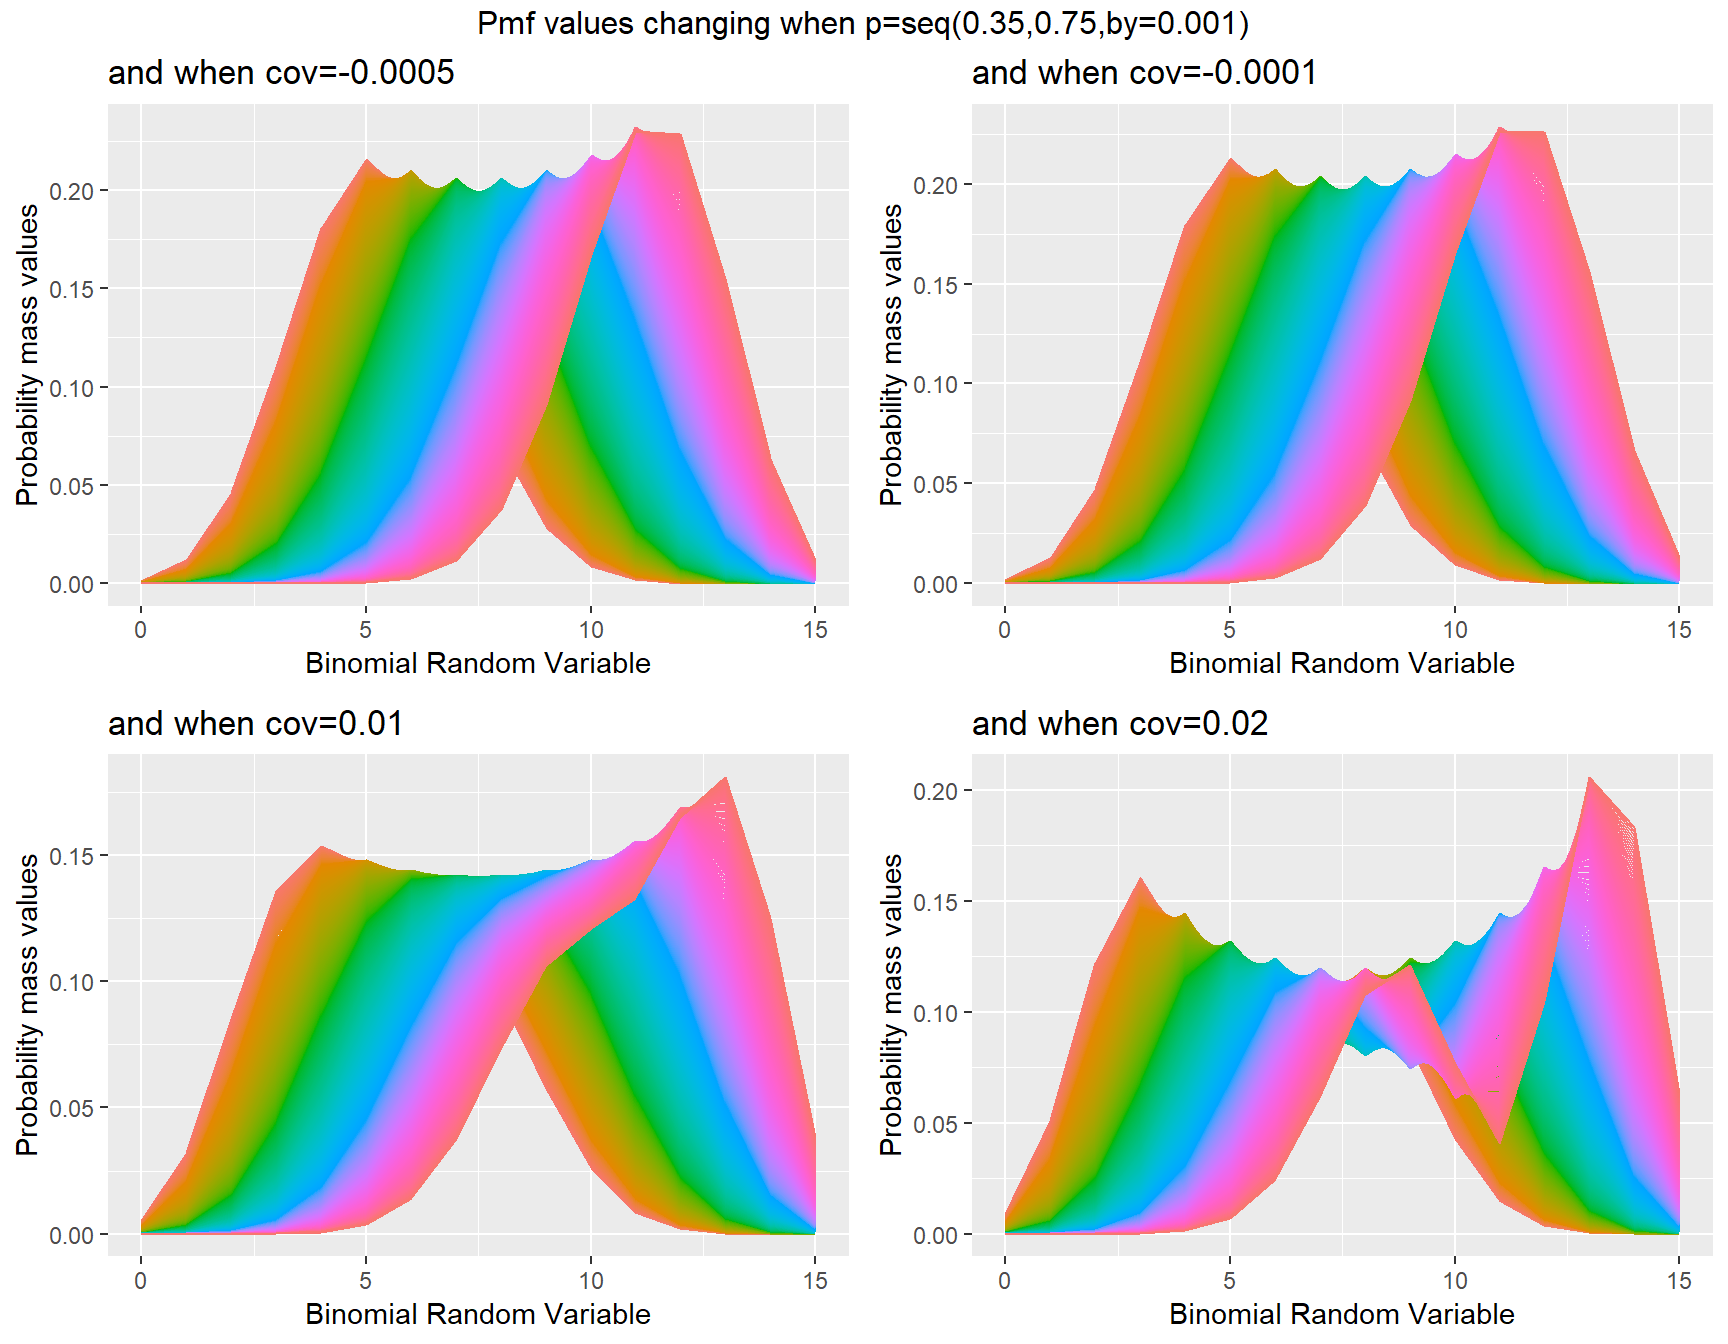 Pmf values changing when p=seq(0.35,0.75,by=0.001)
and when cov=-0.0005
Probability mass values
0.20
0.15
0.10
0.05
0.00
0 5 10 15
Binomial Random Variable
and when cov=-0.0001
Probability mass values
0.20
0.15
0.10
0.05
0.00
0 5 10 15
Binomial Random Variable
and when cov=0.01
Probability mass values
0.15
0.10
0.05
0.00
0 5 10 15
Binomial Random Variable
and when cov=0.02
Probability mass values
0.20
0.15
0.10
0.05
0.00
0 5 10 15
Binomial Random Variable